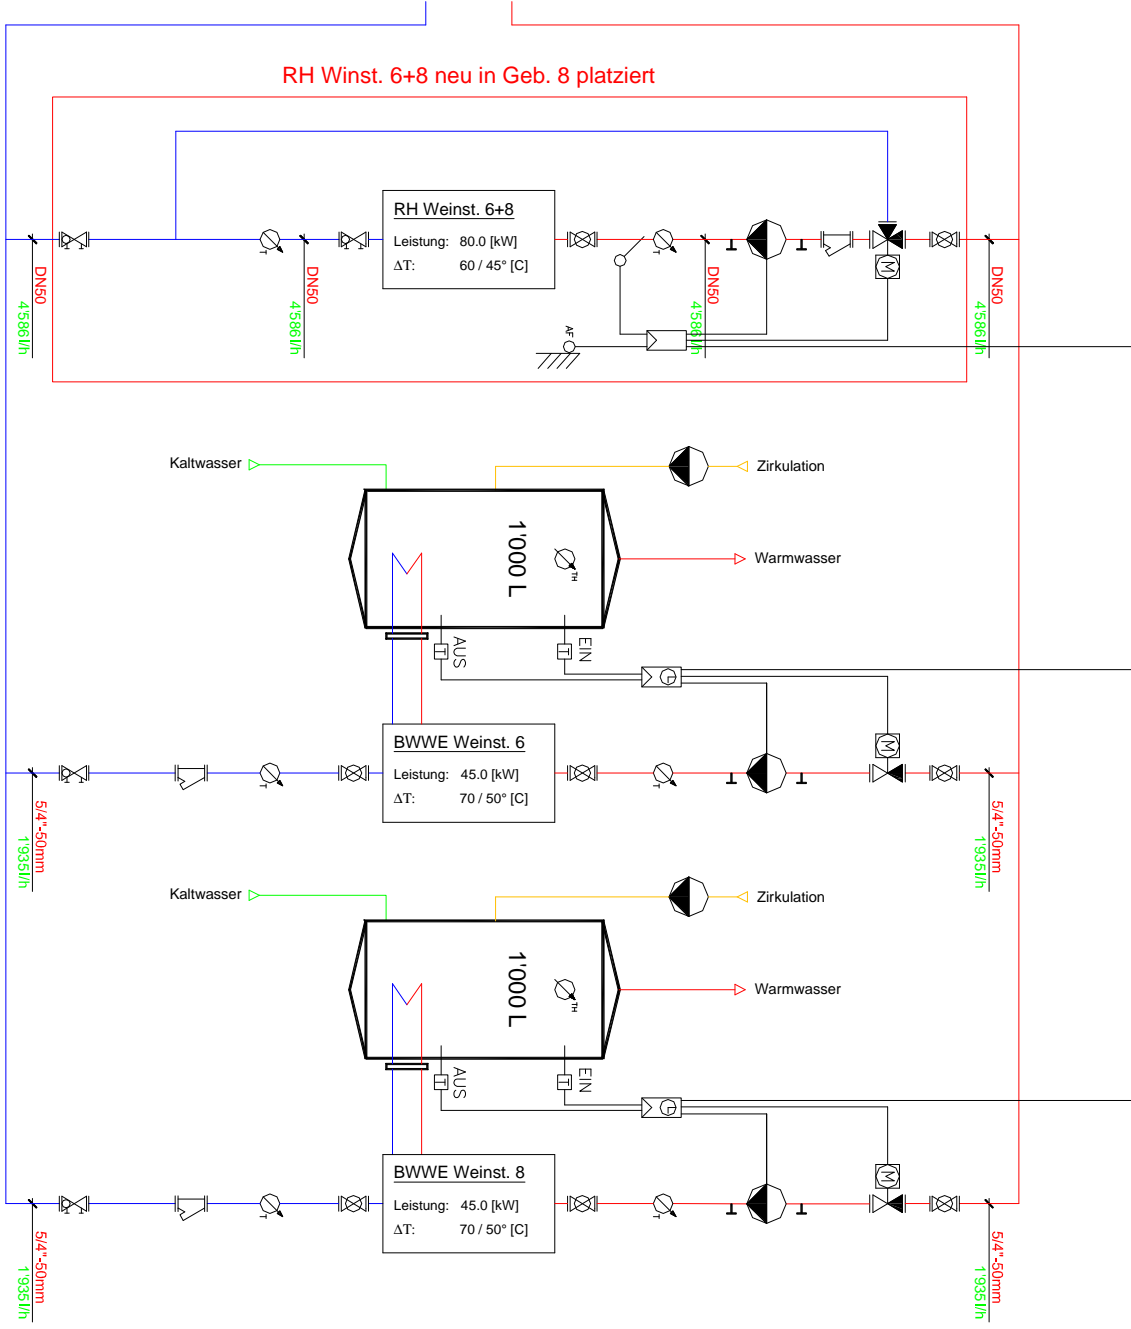 RH Winst. 6+8 neu in Geb. 8 platziert
RH Weinst. 6+8
Leistung: 80.0 [kW]
ΔT: 60 / 45° [C]
DN50
4'586l/h
T
DN50
4'586l/h
T
DN50
4'586l/h
M
DN50
4'586l/h
AF
Kaltwasser
Zirkulation
1'000 L
TH
Warmwasser
T
AUS
T
EIN
BWWE Weinst. 6
Leistung: 45.0 [kW]
ΔT: 70 / 50° [C]
5/4"-50mm
1'935l/h
T
T
M
5/4"-50mm
1'935l/h
Kaltwasser
Zirkulation
1'000 L
TH
Warmwasser
T
AUS
T
EIN
BWWE Weinst. 8
Leistung: 45.0 [kW]
ΔT: 70 / 50° [C]
5/4"-50mm
1'935l/h
T
T
M
5/4"-50mm
1'935l/h